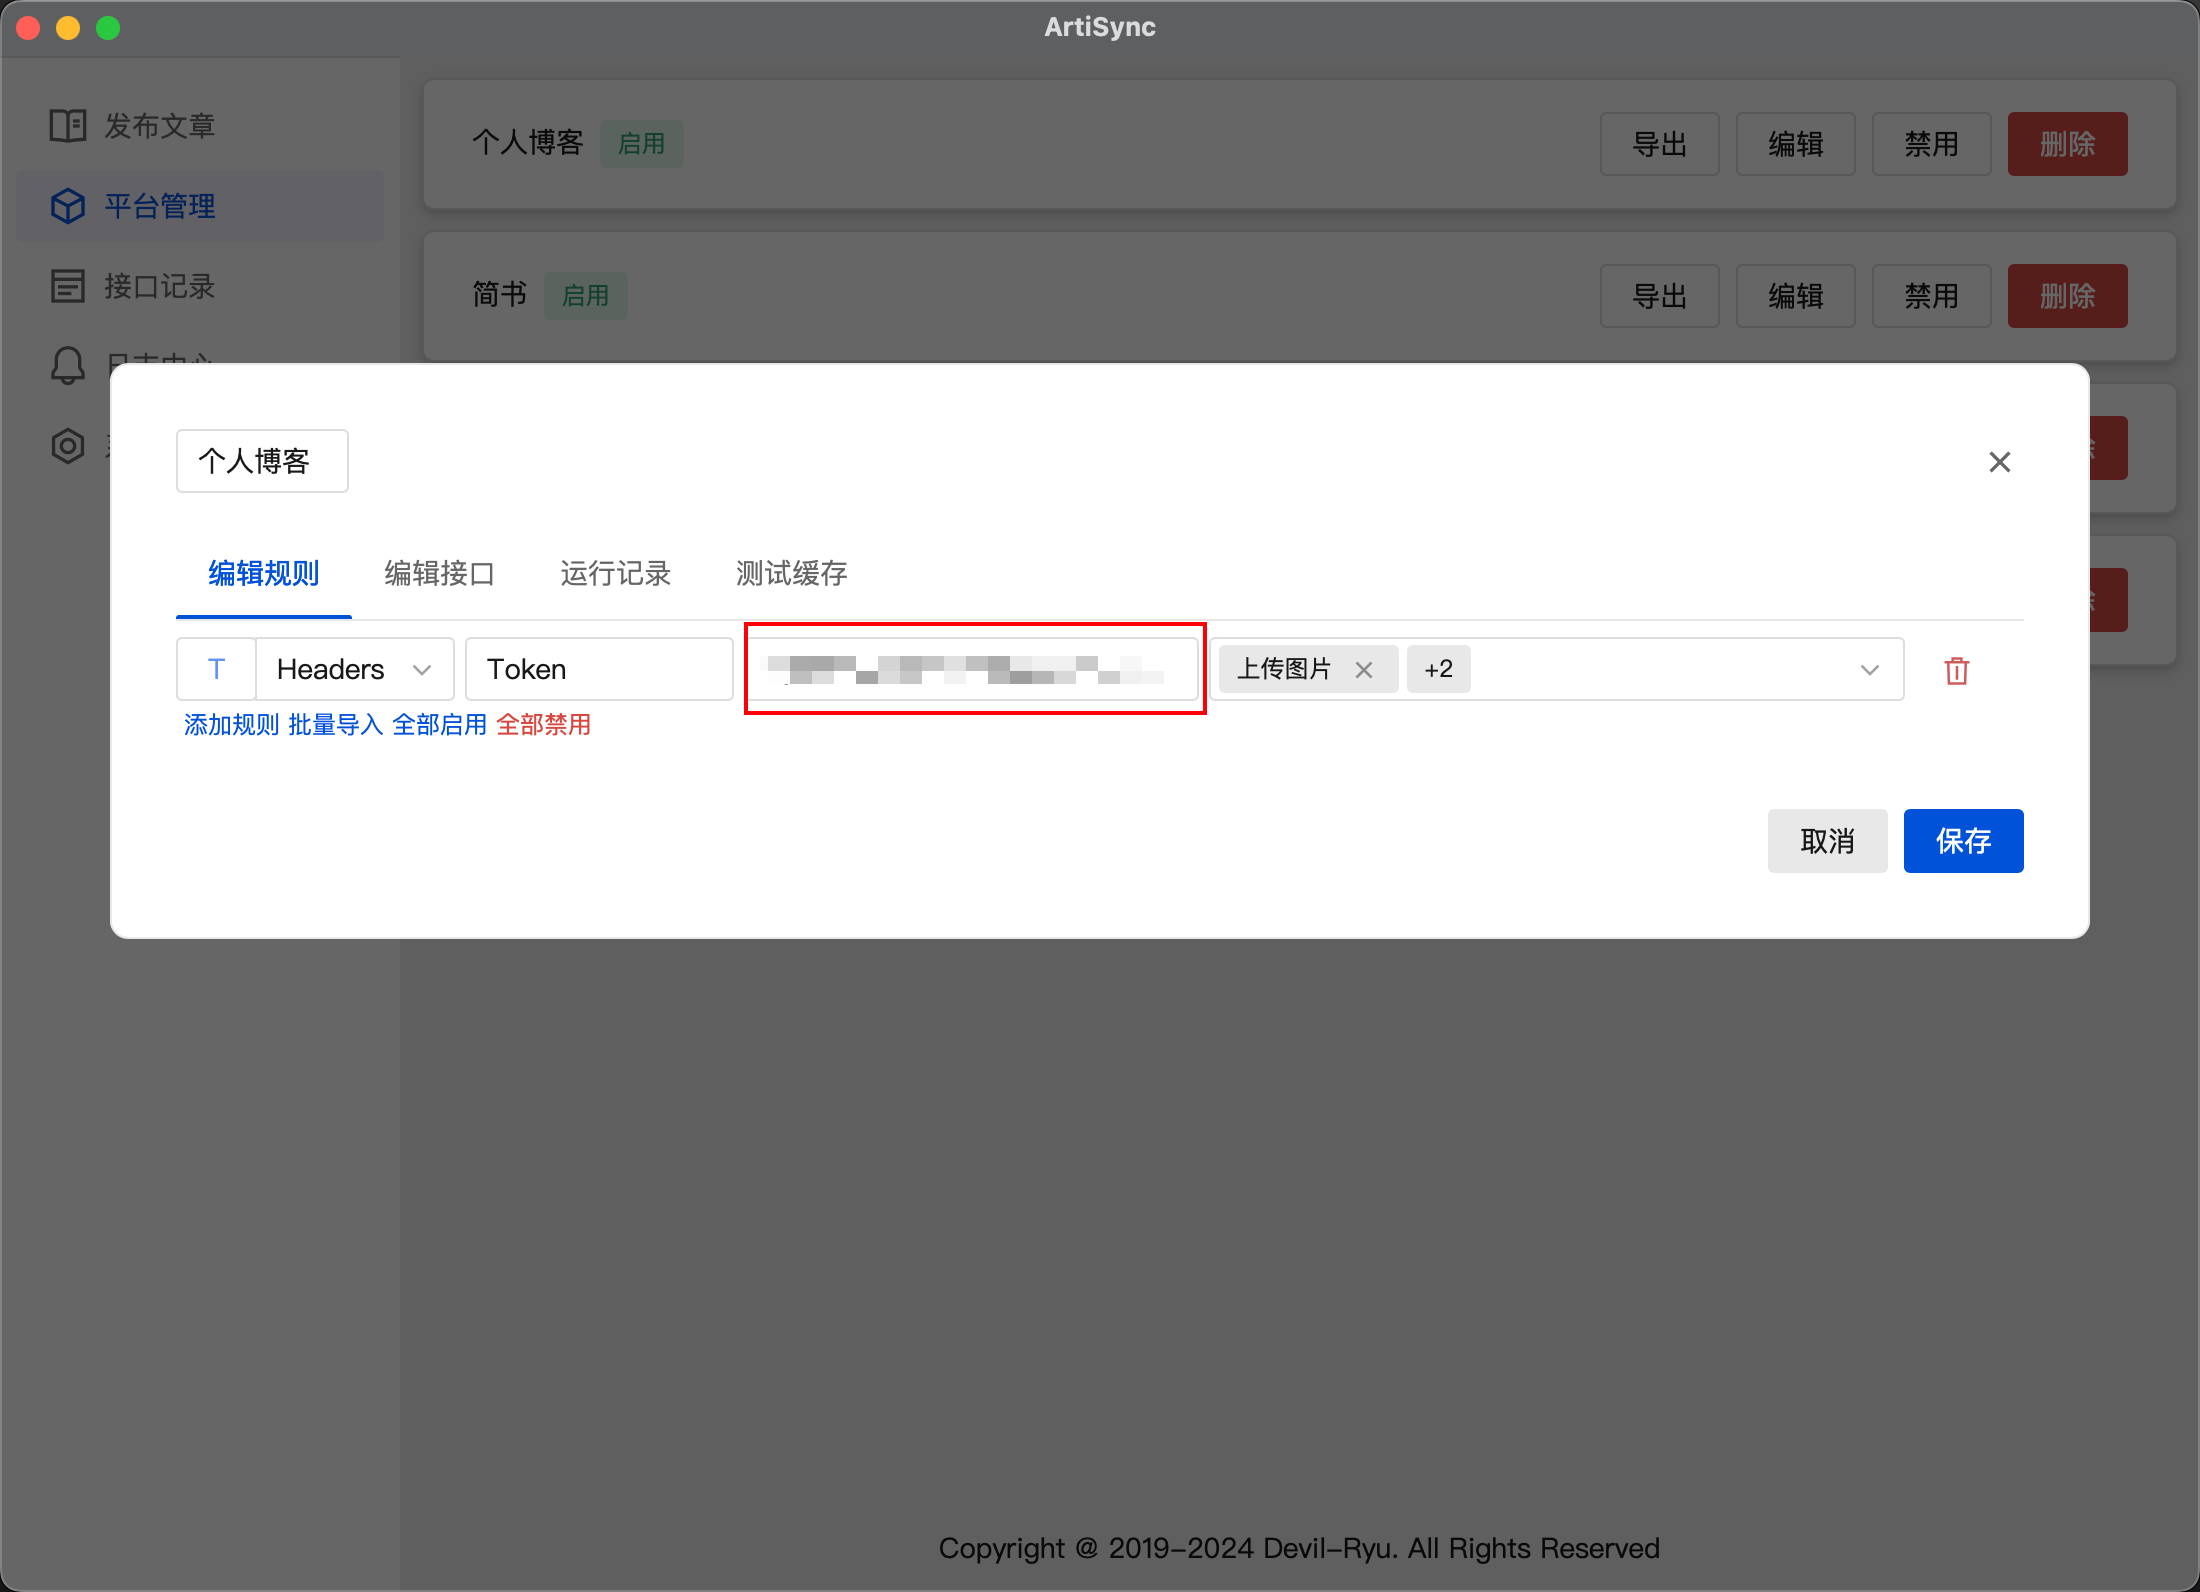 ArtiSync
发布文章
平台管理
接口记录
日志中心
个人博客 启用 导出 编辑 禁用 删除
简书 启用 导出 编辑 禁用 删除
个人博客
编辑规则 编辑接口 运行记录 测试缓存
T Headers Token 上传图片 +2
添加规则 批量导入 全部启用 全部禁用
取消 保存
Copyright @ 2019-2024 Devil-Ryu. All Rights Reserved